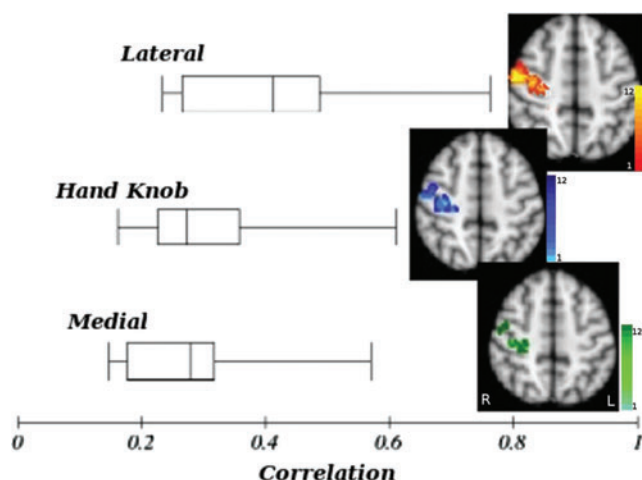 Lateral
12
1
Hand Knob
12
1
Medial
12
1
R L
0 0.2 0.4 0.6 0.8 1
Correlation